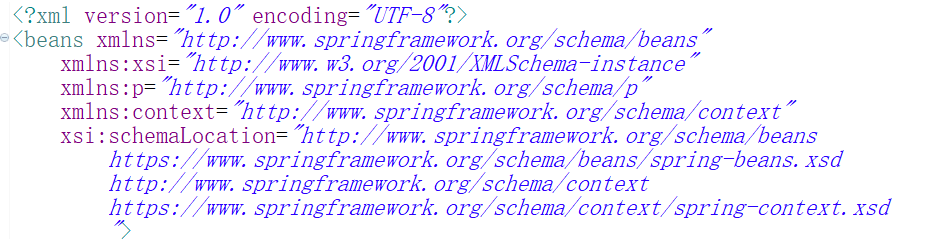 <?xml version="1.0" encoding="UTF-8"?>
<beans xmlns="http://www.springframework.org/schema/beans"
xmlns:xsi="http://www.w3.org/2001/XMLSchema-instance"
xmlns:p="http://www.springframework.org/schema/p"
xmlns:context="http://www.springframework.org/schema/context"
xsi:schemaLocation="http://www.springframework.org/schema/beans
https://www.springframework.org/schema/beans/spring-beans.xsd
http://www.springframework.org/schema/context
https://www.springframework.org/schema/context/spring-context.xsd
">